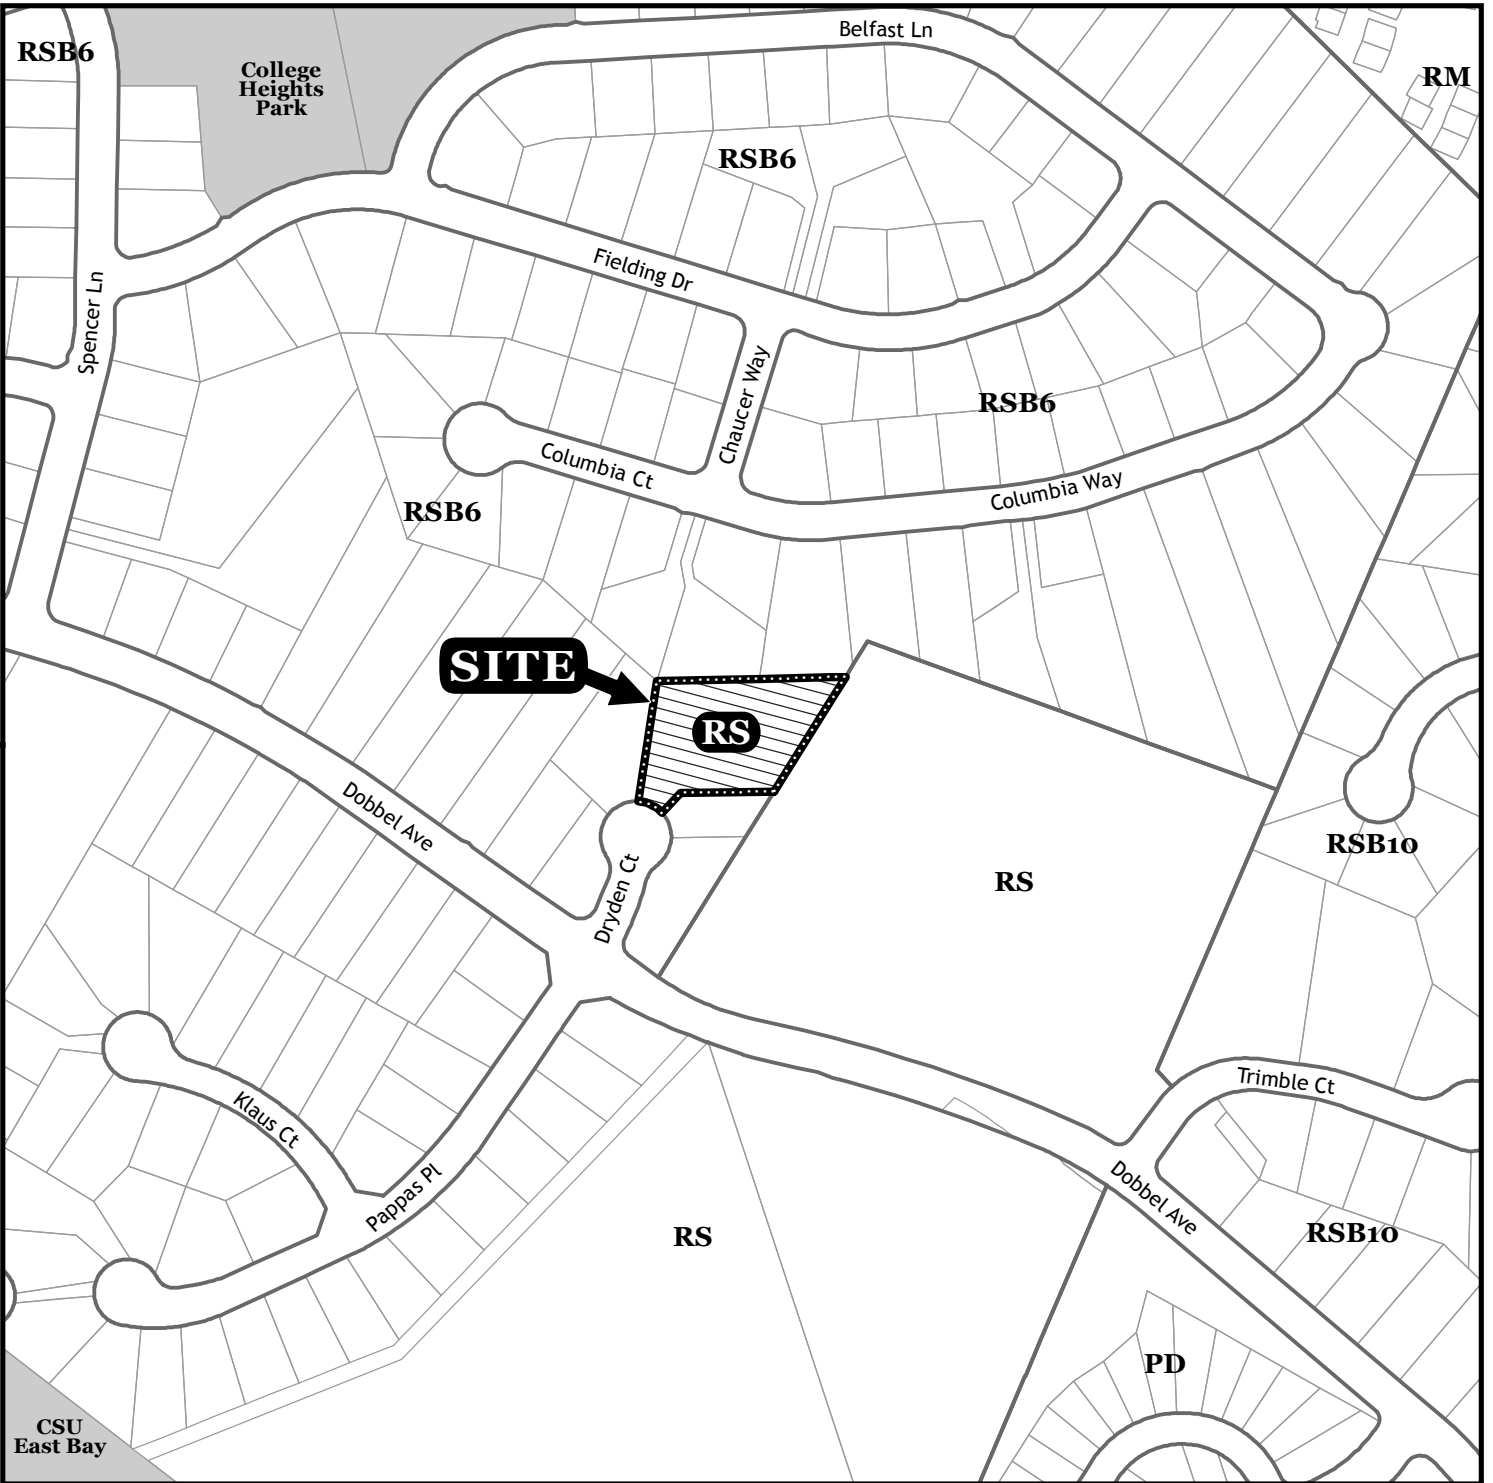 Belfast Ln
RSB6
College
Heights
Park
RM
RSB6
Fielding Dr
Spencer Ln
Chaucer Way
RSB6
Columbia Ct
Columbia Way
RSB6
SITE
RS
Dobbel Ave
RSB10
Dryden Ct
RS
Trimble Ct
Klaus Ct
Pappas Pl
Dobbel Ave
RS
RSB10
PD
CSU
East Bay